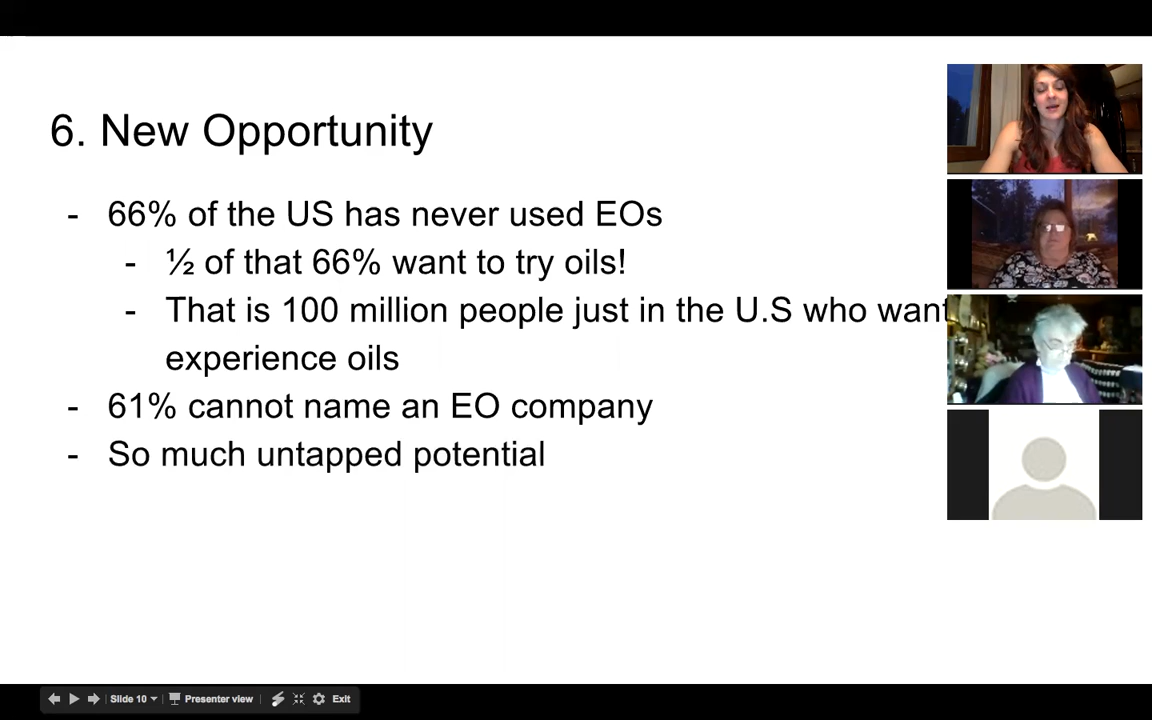 6. New Opportunity
- 66% of the US has never used EOs
- ½ of that 66% want to try oils!
- That is 100 million people just in the U.S who want
experience oils
- 61% cannot name an EO company
- So much untapped potential
Slide 10
Presenter view
Exit